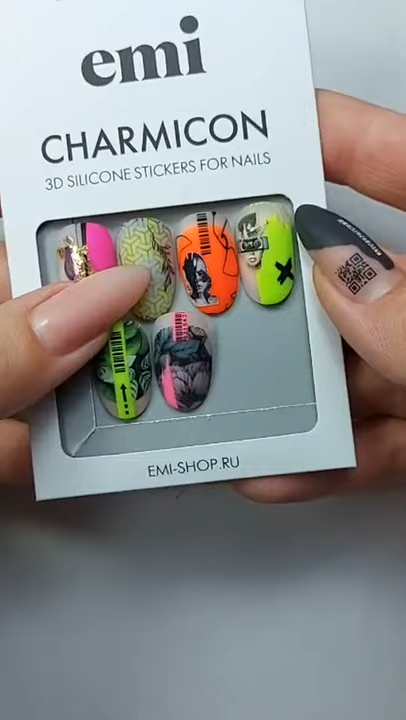 emi
CHARMICON
3D SILICONE STICKERS FOR NAILS
EMI-SHOP.RU